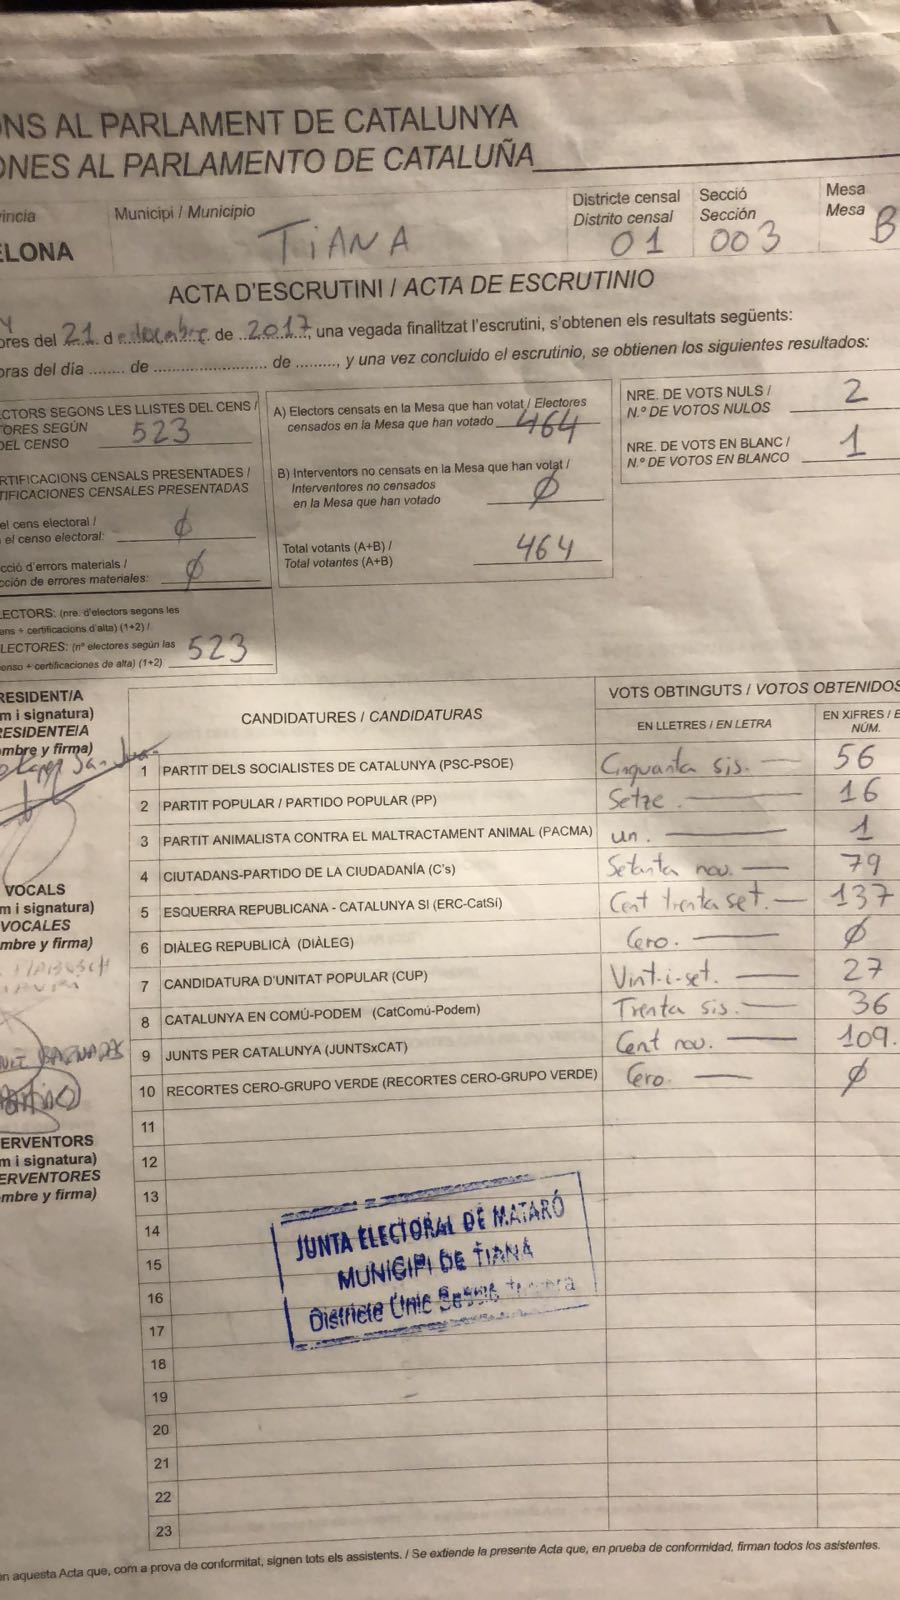 ONS AL PARLAMENT DE CATALUNYA
ONES AL PARLAMENTO DE CATALUÑA
vincia
Municipi / Municipio
Districte censal
Distrito censal
Secció
Sección
Mesa
Mesa
ELONA
TIANA
01
003
B
ACTA D'ESCRUTINI / ACTA DE ESCRUTINIO
ores del 21. d e desembre. de 2017, una vegada finalitzat l'escrutini, s'obtenen els resultats següents:
oras del día ........ de ........................ de ........., y una vez concluido el escrutinio, se obtienen los siguientes resultados:
ECTORS SEGONS LES LLISTES DEL CENS /
TORES SEGÚN
DEL CENSO 523
RTIFICACIONS CENSALS PRESENTADES /
TIFICACIONES CENSALES PRESENTADAS
el cens electoral /
n el censo electoral: Ø
cció d'errors materials /
cción de errores materiales: Ø
LECTORS: (nre. d'electors segons les
ens + certificacions d'alta) (1+2) /
LECTORES: (nº electores según las
enso + certificaciones de alta) (1+2) 523
A) Electors censats en la Mesa que han votat / Electores
censados en la Mesa que han votado 464
B) Interventors no censats en la Mesa que han votat /
Interventores no censados
en la Mesa que han votado Ø
Total votants (A+B) /
Total votantes (A+B) 464
NRE. DE VOTS NULS /
N.º DE VOTOS NULOS 2
NRE. DE VOTS EN BLANC /
N.º DE VOTOS EN BLANCO 1
RESIDENT/A
m i signatura)
RESIDENTE/A
ombre y firma)
VOCALS
m i signatura)
VOCALES
mbre y firma)
ERVENTORS
m i signatura)
ERVENTORES
mbre y firma)
CANDIDATURES / CANDIDATURAS
VOTS OBTINGUTS / VOTOS OBTENIDOS
EN LLETRES / EN LETRA
EN XIFRES / E
NÚM.
1 PARTIT DELS SOCIALISTES DE CATALUNYA (PSC-PSOE) Cinquanta sis. 56
2 PARTIT POPULAR / PARTIDO POPULAR (PP) Setze 16
3 PARTIT ANIMALISTA CONTRA EL MALTRACTAMENT ANIMAL (PACMA) un. 1
4 CIUTADANS-PARTIDO DE LA CIUDADANÍA (C's) Setanta nou. 79
5 ESQUERRA REPUBLICANA - CATALUNYA SI (ERC-CatSí) Cent trenta set. 137
6 DIÀLEG REPUBLICÀ (DIÀLEG) Cero. Ø
7 CANDIDATURA D'UNITAT POPULAR (CUP) Vint-i-set. 27
8 CATALUNYA EN COMÚ-PODEM (CatComú-Podem) Trenta sis. 36
9 JUNTS PER CATALUNYA (JUNTSxCAT) Cent nou. 109.
10 RECORTES CERO-GRUPO VERDE (RECORTES CERO-GRUPO VERDE) Cero. Ø
11
12
13
14
15
16
17
18
19
20
21
22
23
JUNTA ELECTORAL DE MATARÓ
MUNICIPI DE TIANA
Districte Únic Secció Tercera
en aquesta Acta que, com a prova de conformitat, signen tots els assistents. / Se extiende la presente Acta que, en prueba de conformidad, firman todos los asistentes.